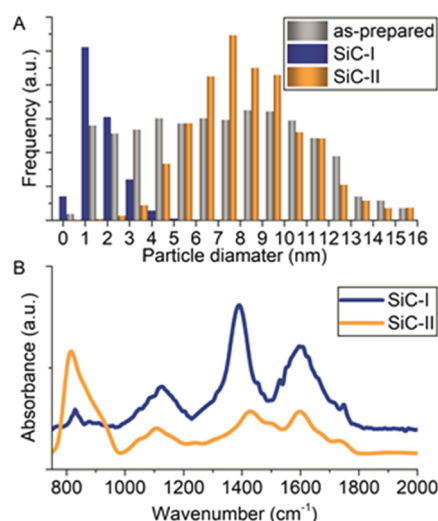 A
as-prepared
SiC-I
SiC-II
Frequency (a.u.)
0 1 2 3 4 5 6 7 8 9 10 11 12 13 14 15 16
Particle diamater (nm)
B
SiC-I
SiC-II
Absorbance (a.u.)
800 1000 1200 1400 1600 1800 2000
Wavenumber (cm⁻¹)